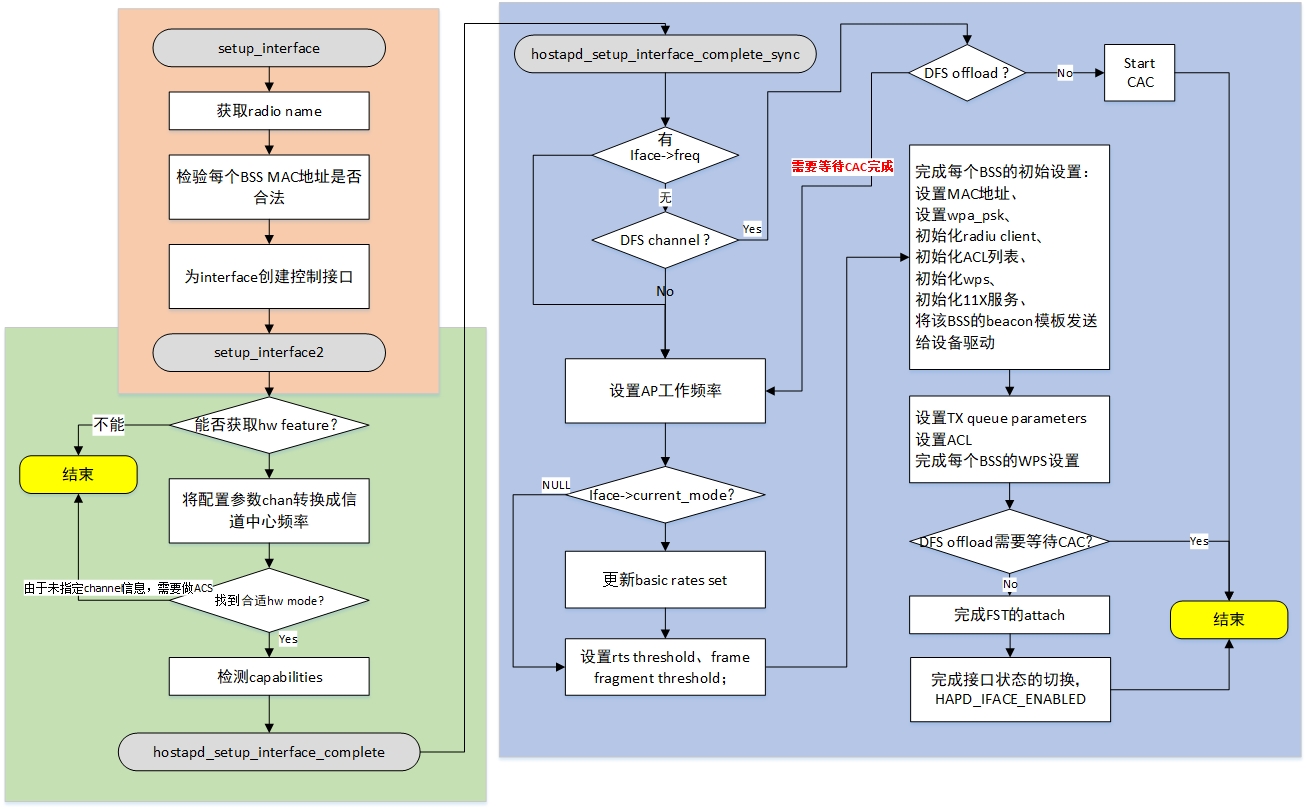 setup_interface
获取radio name
检验每个BSS MAC地址是否
合法
为interface创建控制接口
setup_interface2
能否获取hw feature?
不能
结束
将配置参数chan转换成信
道中心频率
由于未指定channel信息，需要做ACS
找到合适hw mode?
Yes
检测capabilities
hostapd_setup_interface_complete
hostapd_setup_interface_complete_sync
有
Iface->freq
无
DFS channel？
Yes
No
设置AP工作频率
Iface->current_mode?
NULL
更新basic rates set
设置rts threshold、frame
fragment threshold；
DFS offload？
No
Start
CAC
需要等待CAC完成
完成每个BSS的初始设置：
设置MAC地址、
设置wpa_psk、
初始化radiu client、
初始化ACL列表、
初始化wps、
初始化11X服务、
将该BSS的beacon模板发送
给设备驱动
设置TX queue parameters
设置ACL
完成每个BSS的WPS设置
DFS offload需要等待CAC?
Yes
No
完成FST的attach
结束
完成接口状态的切换，
HAPD_IFACE_ENABLED